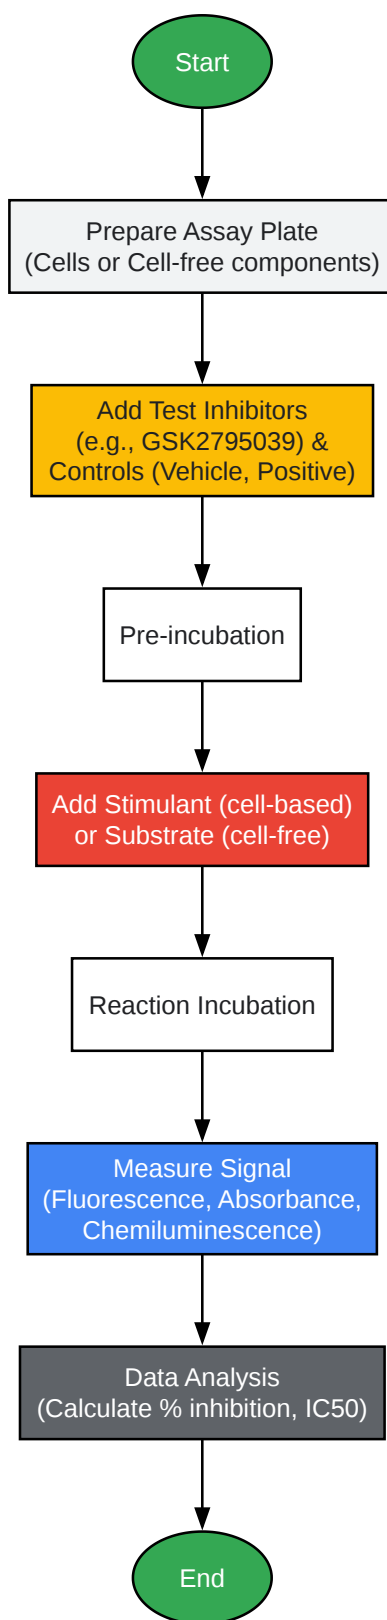 Start
Prepare Assay Plate
(Cells or Cell-free components)
Add Test Inhibitors
(e.g., GSK2795039) &
Controls (Vehicle, Positive)
Pre-incubation
Add Stimulant (cell-based)
or Substrate (cell-free)
Reaction Incubation
Measure Signal
(Fluorescence, Absorbance,
Chemiluminescence)
Data Analysis
(Calculate % inhibition, IC50)
End